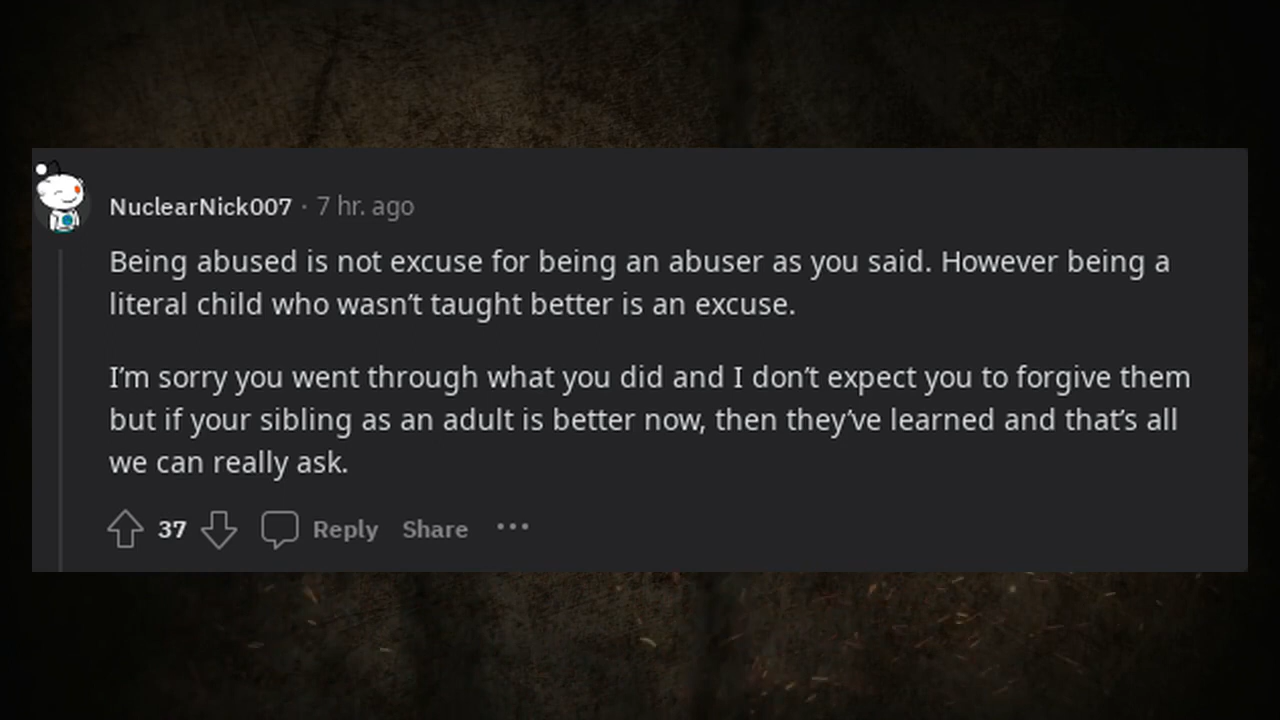 NuclearNick007 · 7 hr. ago
Being abused is not excuse for being an abuser as you said. However being a
literal child who wasn’t taught better is an excuse.
I’m sorry you went through what you did and I don’t expect you to forgive them
but if your sibling as an adult is better now, then they’ve learned and that’s all
we can really ask.
37 Reply Share ···